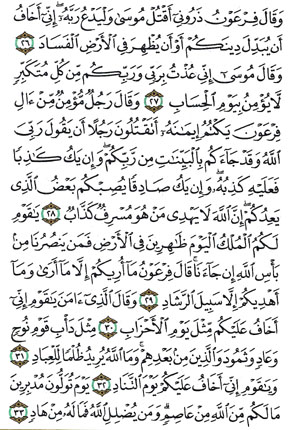 وَقَالَ فِرْعَوْنُ ذَرُونِىٓ أَقْتُلْ مُوسَىٰ وَلْيَدْعُ رَبَّهُۥٓ ۖ إِنِّىٓ أَخَافُ
أَن يُبَدِّلَ دِينَكُمْ أَوْ أَن يُظْهِرَ فِى ٱلْأَرْضِ ٱلْفَسَادَ ٢٦
وَقَالَ مُوسَىٰٓ إِنِّى عُذْتُ بِرَبِّى وَرَبِّكُم مِّن كُلِّ مُتَكَبِّرٍ
لَّا يُؤْمِنُ بِيَوْمِ ٱلْحِسَابِ ٢٧ وَقَالَ رَجُلٌ مُّؤْمِنٌ مِّنْ ءَالِ
فِرْعَوْنَ يَكْتُمُ إِيمَٰنَهُۥٓ أَتَقْتُلُونَ رَجُلًا أَن يَقُولَ رَبِّىَ
ٱللَّهُ وَقَدْ جَآءَكُم بِٱلْبَيِّنَٰتِ مِن رَّبِّكُمْ ۖ وَإِن يَكُ كَٰذِبًا
فَعَلَيْهِ كَذِبُهُۥ ۖ وَإِن يَكُ صَادِقًا يُصِبْكُم بَعْضُ ٱلَّذِى
يَعِدُكُمْ ۖ إِنَّ ٱللَّهَ لَا يَهْدِى مَنْ هُوَ مُسْرِفٌ كَذَّابٌ ٢٨ يَٰقَوْمِ
لَكُمُ ٱلْمُلْكُ ٱلْيَوْمَ ظَٰهِرِينَ فِى ٱلْأَرْضِ فَمَن يَنصُرُنَا مِنۢ
بَأْسِ ٱللَّهِ إِن جَآءَنَا ۚ قَالَ فِرْعَوْنُ مَآ أُرِيكُمْ إِلَّا مَآ أَرَىٰ وَمَآ
أَهْدِيكُمْ إِلَّا سَبِيلَ ٱلرَّشَادِ ٢٩ وَقَالَ ٱلَّذِىٓ ءَامَنَ يَٰقَوْمِ إِنِّىٓ
أَخَافُ عَلَيْكُم مِّثْلَ يَوْمِ ٱلْأَحْزَابِ ٣٠ مِثْلَ دَأْبِ قَوْمِ نُوحٍ
وَعَادٍ وَثَمُودَ وَٱلَّذِينَ مِنۢ بَعْدِهِمْ ۚ وَمَا ٱللَّهُ يُرِيدُ ظُلْمًا لِّلْعِبَادِ ٣١
وَيَٰقَوْمِ إِنِّىٓ أَخَافُ عَلَيْكُمْ يَوْمَ ٱلتَّنَادِ ٣٢ يَوْمَ تُوَلُّونَ مُدْبِرِينَ
مَا لَكُم مِّنَ ٱللَّهِ مِنْ عَاصِمٍ ۗ وَمَن يُضْلِلِ ٱللَّهُ فَمَا لَهُۥ مِنْ هَادٍ ٣٣